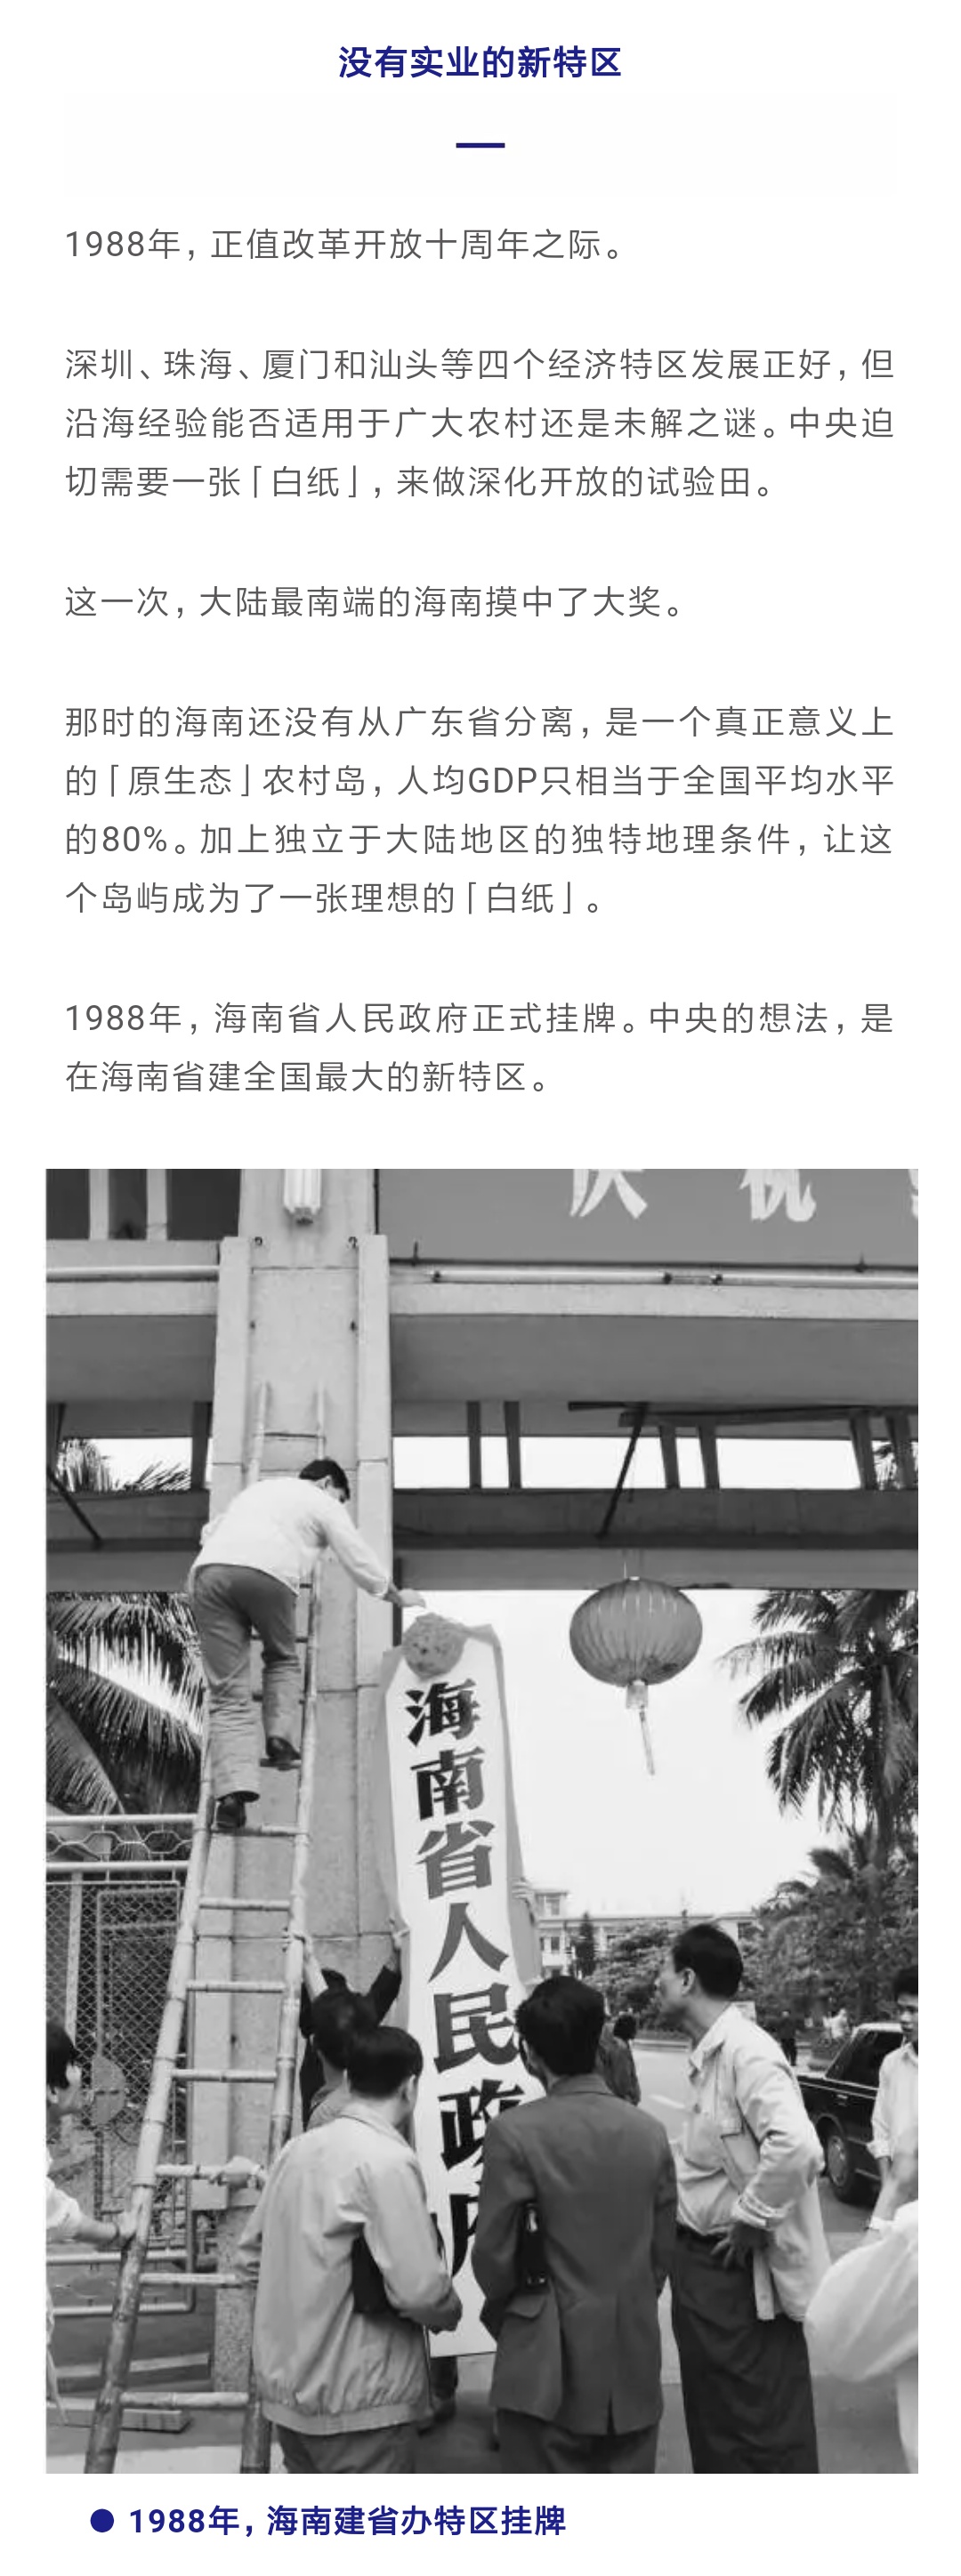 没有实业的新特区
1988年，正值改革开放十周年之际。
深圳、珠海、厦门和汕头等四个经济特区发展正好，但
沿海经验能否适用于广大农村还是未解之谜。中央迫
切需要一张「白纸」，来做深化开放的试验田。
这一次，大陆最南端的海南摸中了大奖。
那时的海南还没有从广东省分离，是一个真正意义上
的「原生态」农村岛，人均GDP只相当于全国平均水平
的80%。加上独立于大陆地区的独特地理条件，让这
个岛屿成为了一张理想的「白纸」。
1988年，海南省人民政府正式挂牌。中央的想法，是
在海南省建全国最大的新特区。
庆祝
海南省人民政府
● 1988年，海南建省办特区挂牌